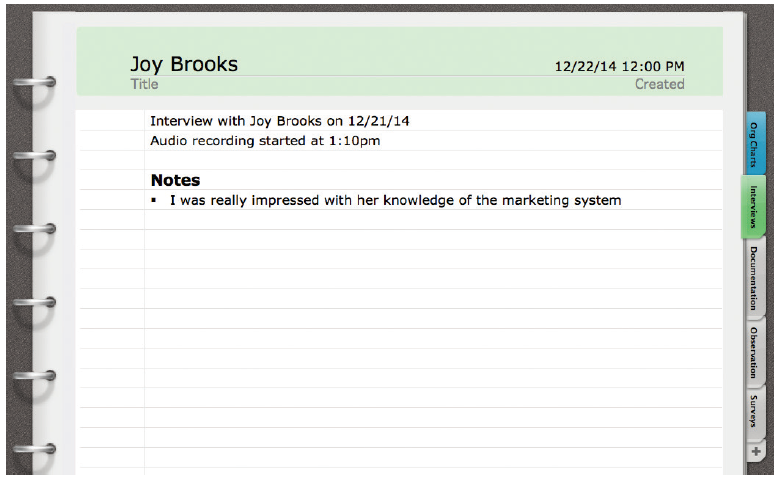 Joy Brooks
12/22/14 12:00 PM
Title
Created
Interview with Joy Brooks on 12/21/14
Audio recording started at 1:10pm
Notes
▪ I was really impressed with her knowledge of the marketing system
Org Charts
Interviews
Documentation
Observation
Surveys
+